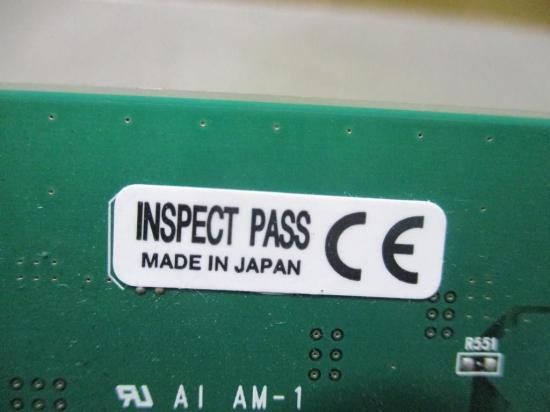 INSPECT PASS
MADE IN JAPAN
CE
R551
AI AM-1